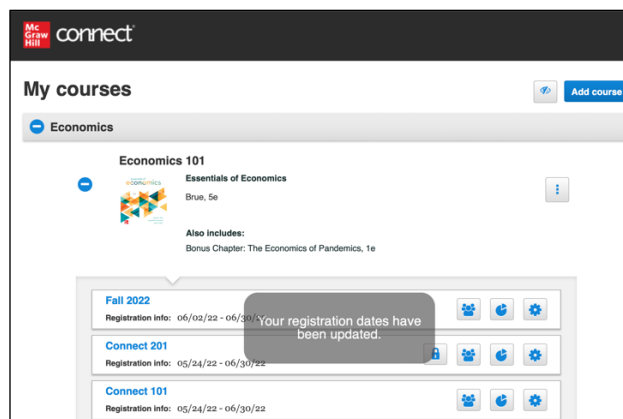 Mc
Graw
Hill
connect
My courses
Add course
Economics
Economics 101
economics
Essentials of Economics
Brue, 5e
Also includes:
Bonus Chapter: The Economics of Pandemics, 1e
Fall 2022
Registration info: 06/02/22 - 06/30/22
Your registration dates have
been updated.
Connect 201
Registration info: 05/24/22 - 06/30/22
Connect 101
Registration info: 05/24/22 - 06/30/22